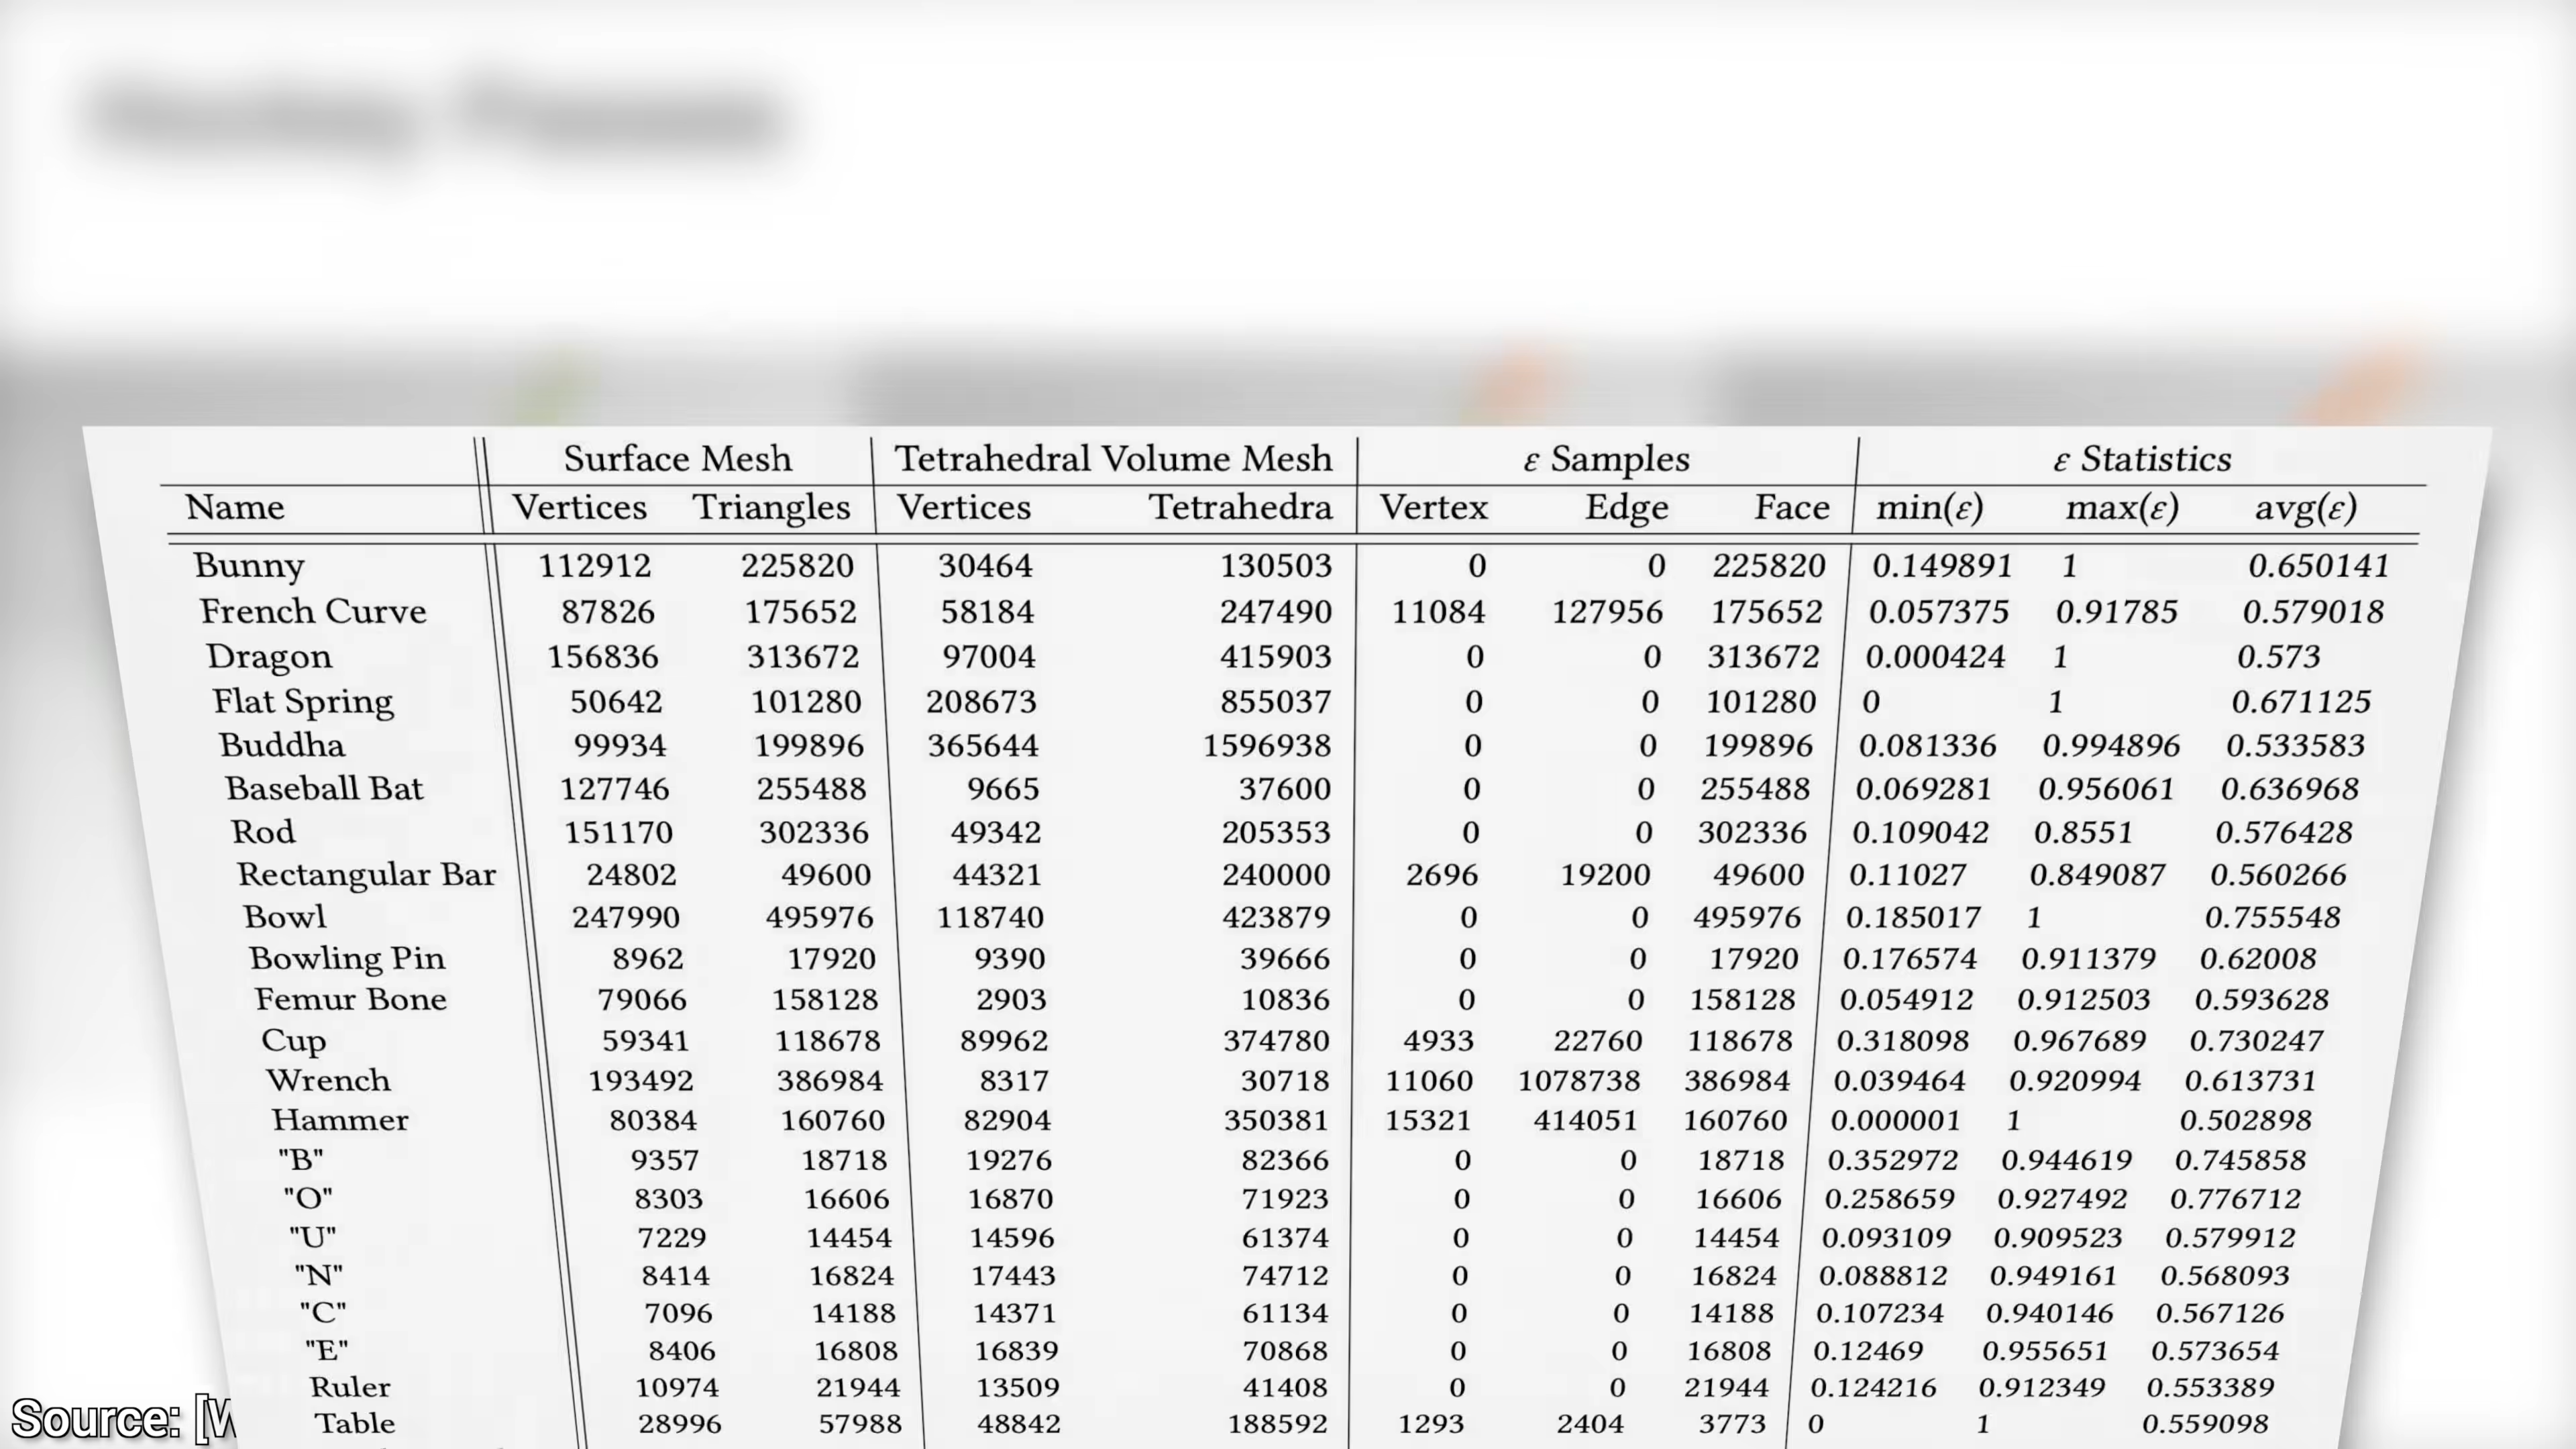 Surface Mesh Tetrahedral Volume Mesh ε Samples ε Statistics
Name Vertices Triangles Vertices Tetrahedra Vertex Edge Face min(ε) max(ε) avg(ε)
Bunny 112912 225820 30464 130503 0 0 225820 0.149891 1 0.650141
French Curve 87826 175652 58184 247490 11084 127956 175652 0.057375 0.91785 0.579018
Dragon 156836 313672 97004 415903 0 0 313672 0.000424 1 0.573
Flat Spring 50642 101280 208673 855037 0 0 101280 0 1 0.671125
Buddha 99934 199896 365644 1596938 0 0 199896 0.081336 0.994896 0.533583
Baseball Bat 127746 255488 9665 37600 0 0 255488 0.069281 0.956061 0.636968
Rod 151170 302336 49342 205353 0 0 302336 0.109042 0.8551 0.576428
Rectangular Bar 24802 49600 44321 240000 2696 19200 49600 0.11027 0.849087 0.560266
Bowl 247990 495976 118740 423879 0 0 495976 0.185017 1 0.755548
Bowling Pin 8962 17920 9390 39666 0 0 17920 0.176574 0.911379 0.62008
Femur Bone 79066 158128 2903 10836 0 0 158128 0.054912 0.912503 0.593628
Cup 59341 118678 89962 374780 4933 22760 118678 0.318098 0.967689 0.730247
Wrench 193492 386984 8317 30718 11060 1078738 386984 0.039464 0.920994 0.613731
Hammer 80384 160760 82904 350381 15321 414051 160760 0.000001 1 0.502898
"B" 9357 18718 19276 82366 0 0 18718 0.352972 0.944619 0.745858
"O" 8303 16606 16870 71923 0 0 16606 0.258659 0.927492 0.776712
"U" 7229 14454 14596 61374 0 0 14454 0.093109 0.909523 0.579912
"N" 8414 16824 17443 74712 0 0 16824 0.088812 0.949161 0.568093
"C" 7096 14188 14371 61134 0 0 14188 0.107234 0.940146 0.567126
"E" 8406 16808 16839 70868 0 0 16808 0.12469 0.955651 0.573654
Ruler 10974 21944 13509 41408 0 0 21944 0.124216 0.912349 0.553389
Table 28996 57988 48842 188592 1293 2404 3773 0 1 0.559098
Source: